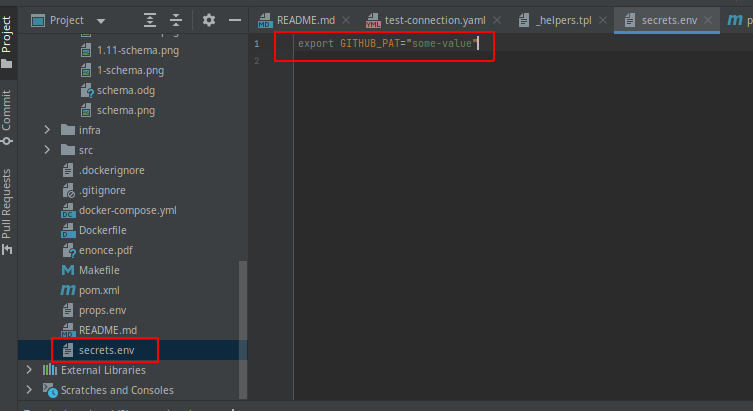 Project
README.md
test-connection.yaml
_helpers.tpl
secrets.env
1
export GITHUB_PAT="some-value"
2
1.11-schema.png
1-schema.png
schema.odg
schema.png
infra
src
.dockerignore
.gitignore
docker-compose.yml
Dockerfile
enonce.pdf
Makefile
pom.xml
props.env
README.md
secrets.env
External Libraries
Scratches and Consoles
Project
Commit
Pull Requests